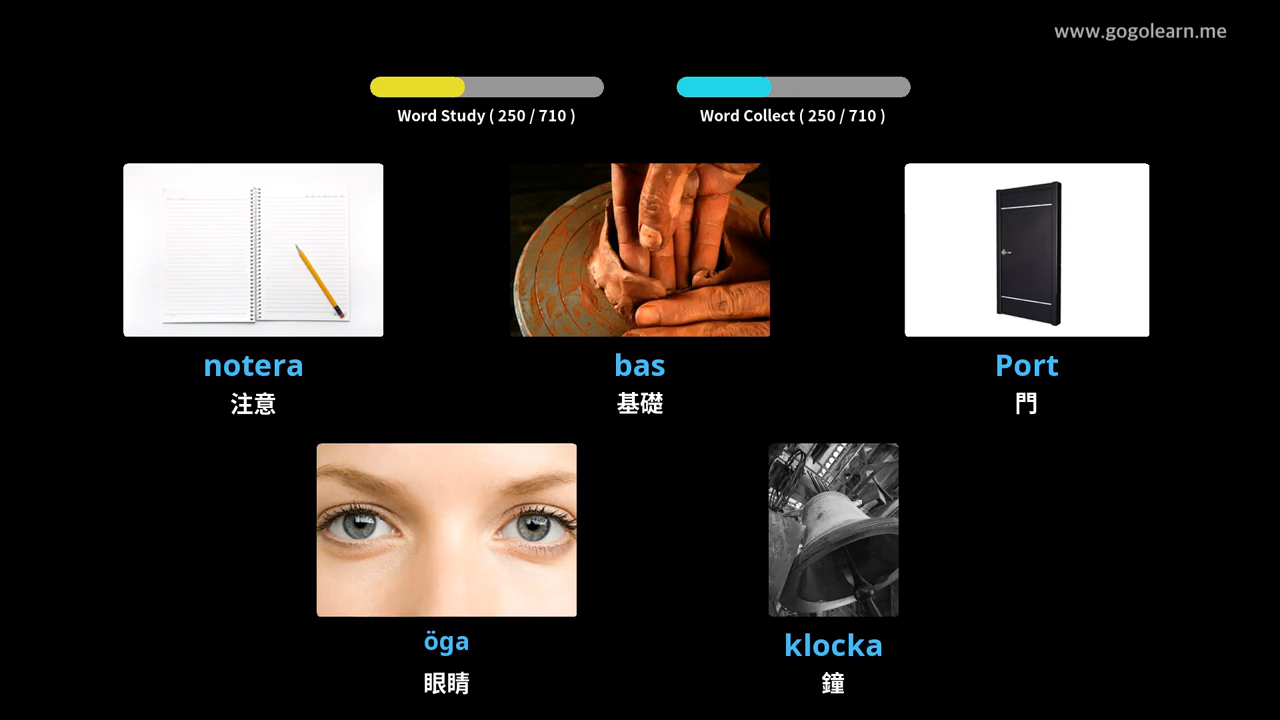 www.gogolearn.me
Word Study ( 250 / 710 )
Word Collect ( 250 / 710 )
notera
注意
bas
基礎
Port
門
öga
眼睛
klocka
鐘